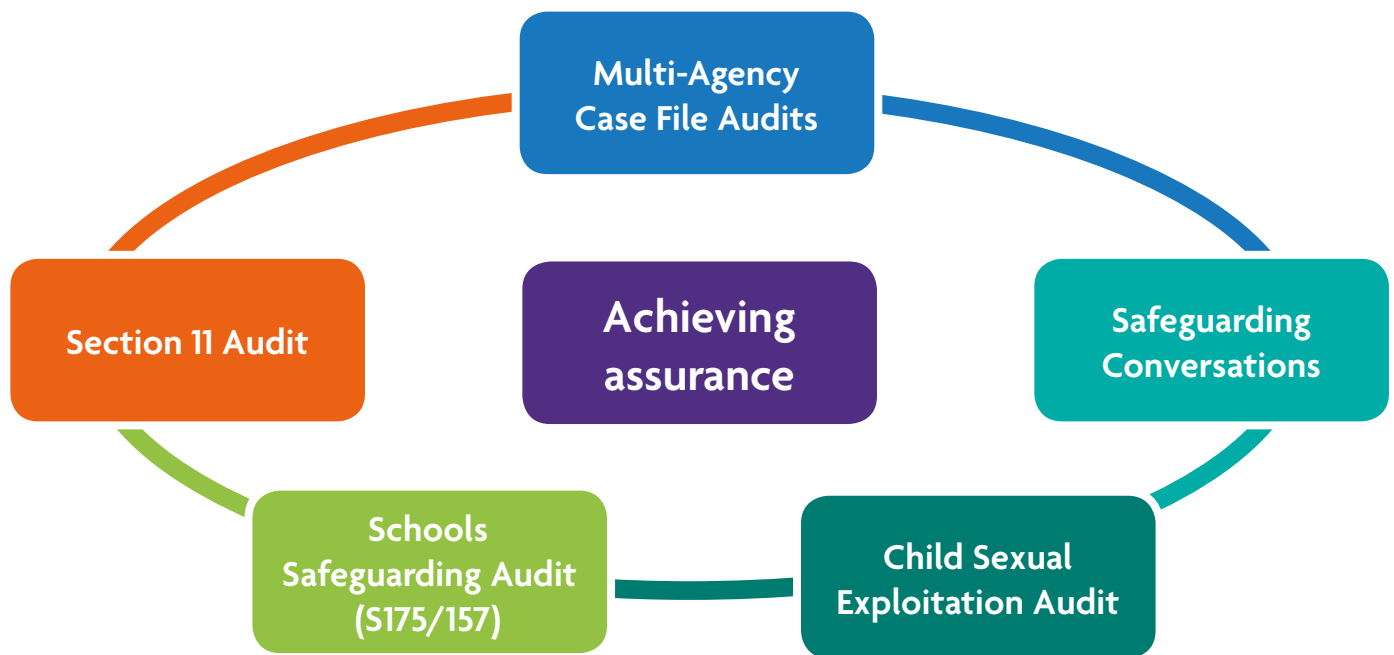 Multi-Agency
Case File Audits
Section 11 Audit
Achieving
assurance
Safeguarding
Conversations
Schools
Safeguarding Audit
(S175/157)
Child Sexual
Exploitation Audit